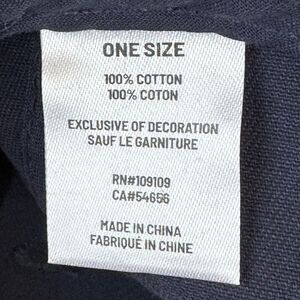 ONE SIZE
100% COTTON
100% COTON
EXCLUSIVE OF DECORATION
SAUF LE GARNITURE
RN#109109
CA#54656
MADE IN CHINA
FABRIQUÉ IN CHINE